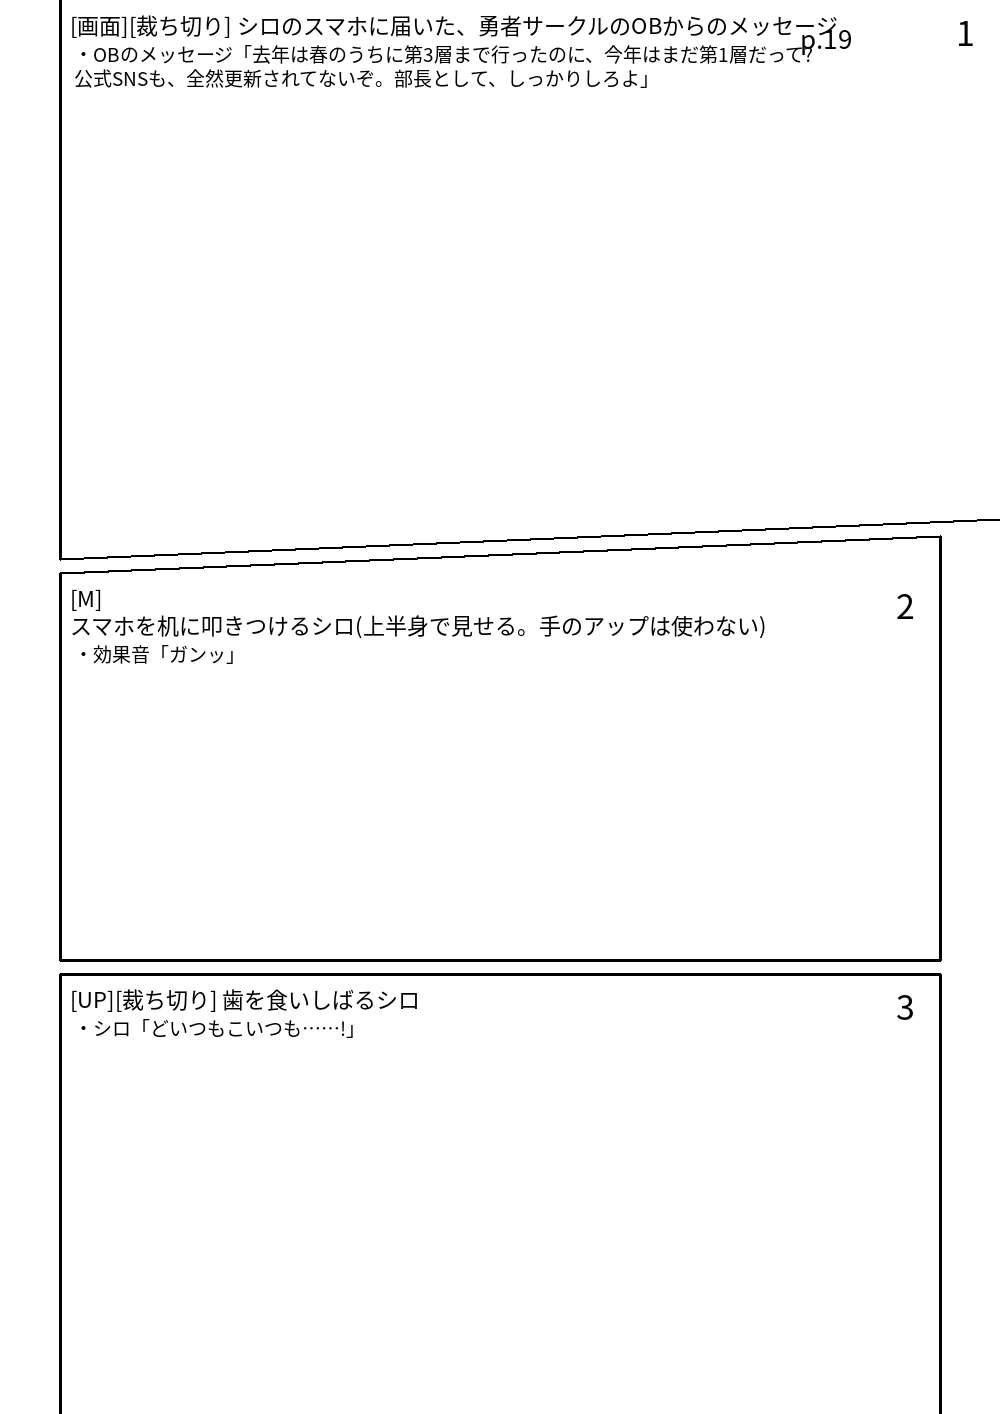 [画面][裁ち切り] シロのスマホに届いた、勇者サークルのOBからのメッセージ
p.19
1
・OBのメッセージ「去年は春のうちに第3層まで行ったのに、今年はまだ第1層だって?
公式SNSも、全然更新されてないぞ。部長として、しっかりしろよ」
[M]
2
スマホを机に叩きつけるシロ(上半身で見せる。手のアップは使わない)
・効果音「ガンッ」
[UP][裁ち切り] 歯を食いしばるシロ
3
・シロ「どいつもこいつも……!」